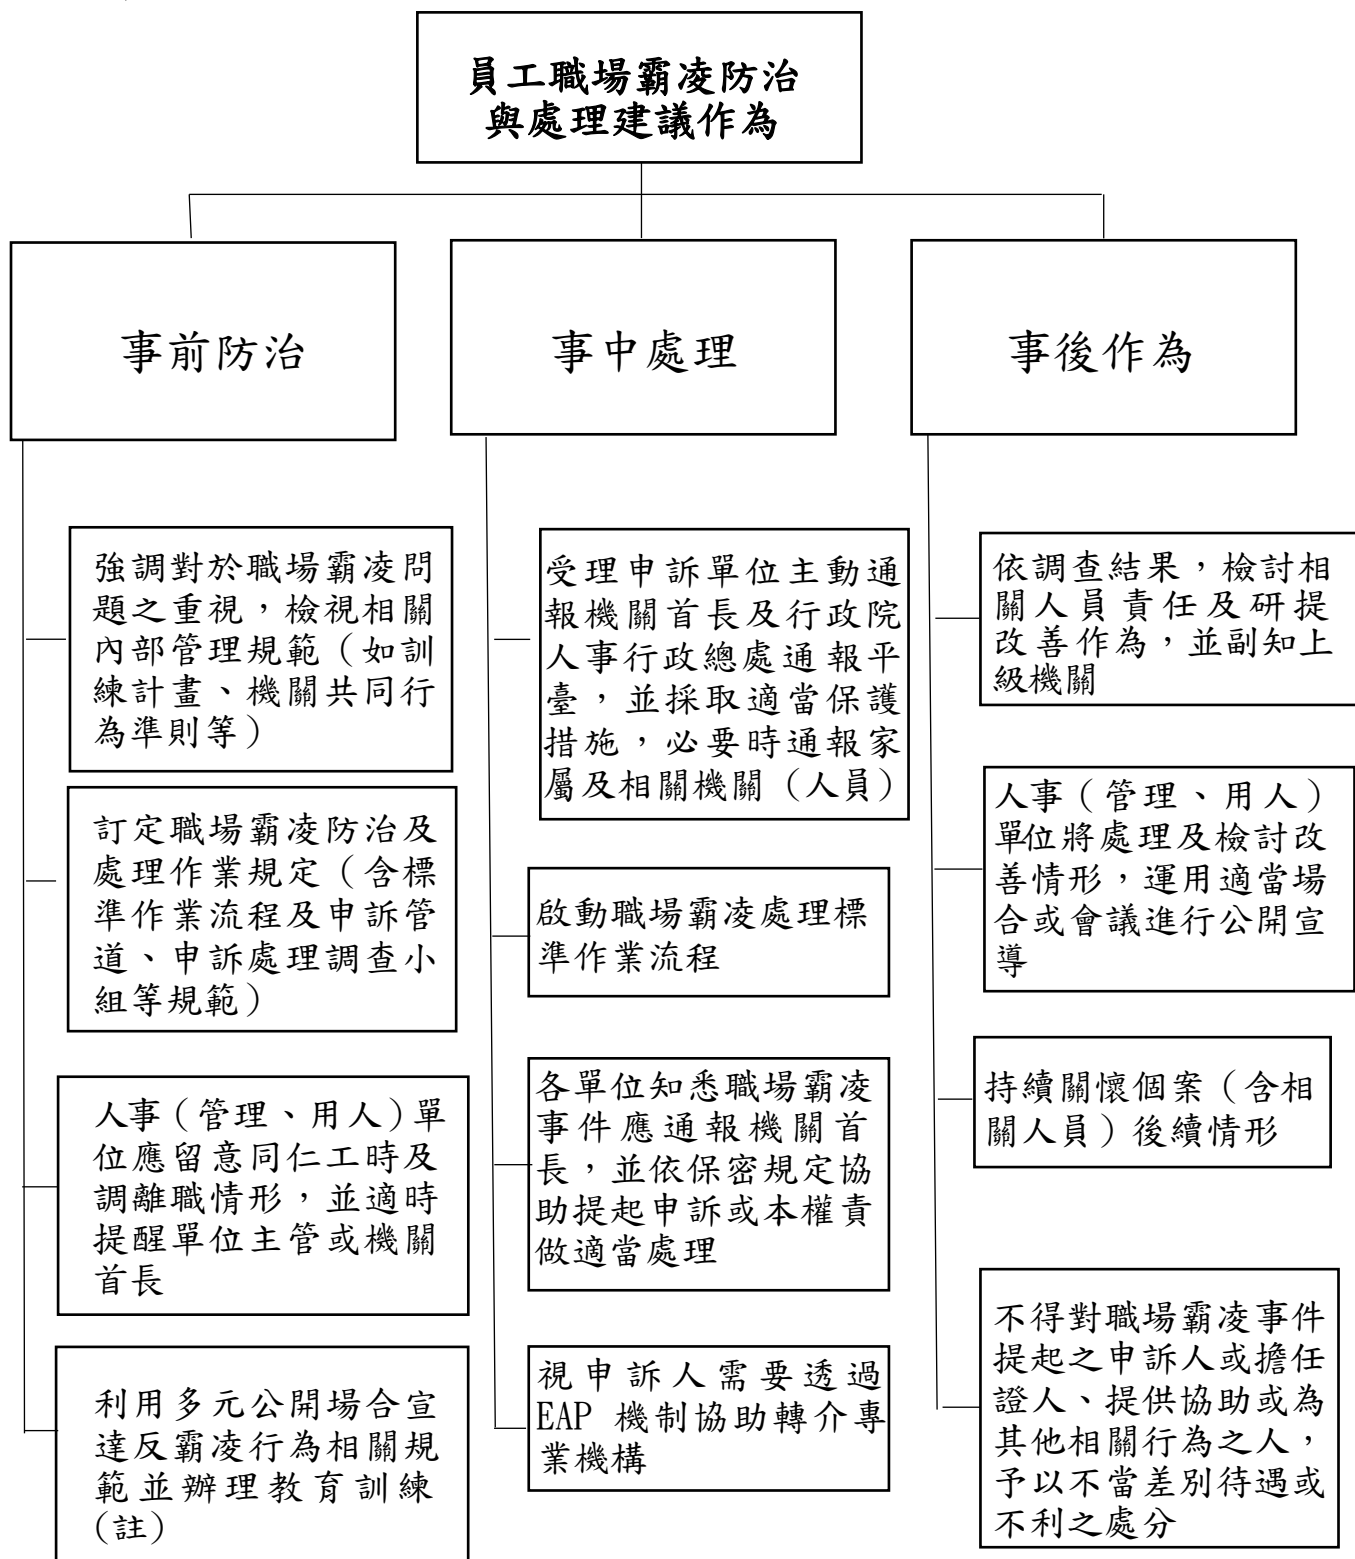 員工職場霸凌防治
與處理建議作為
事前防治
強調對於職場霸凌問
題之重視，檢視相關
內部管理規範（如訓
練計畫、機關共同行
為準則等）
訂定職場霸凌防治及
處理作業規定（含標
準作業流程及申訴管
道、申訴處理調查小
組等規範）
人事（管理、用人）單
位應留意同仁工時及
調離職情形，並適時
提醒單位主管或機關
首長
利用多元公開場合宣
達反霸凌行為相關規
範並辦理教育訓練
(註)
事中處理
受理申訴單位主動通
報機關首長及行政院
人事行政總處通報平
臺，並採取適當保護
措施，必要時通報家
屬及相關機關（人員）
啟動職場霸凌處理標
準作業流程
各單位知悉職場霸凌
事件應通報機關首
長，並依保密規定協
助提起申訴或本權責
做適當處理
視申訴人需要透過
EAP 機制協助轉介專
業機構
事後作為
依調查結果，檢討相
關人員責任及研提
改善作為，並副知上
級機關
人事（管理、用人）
單位將處理及檢討改
善情形，運用適當場
合或會議進行公開宣
導
持續關懷個案（含相
關人員）後續情形
不得對職場霸凌事件
提起之申訴人或擔任
證人、提供協助或為
其他相關行為之人，
予以不當差別待遇或
不利之處分